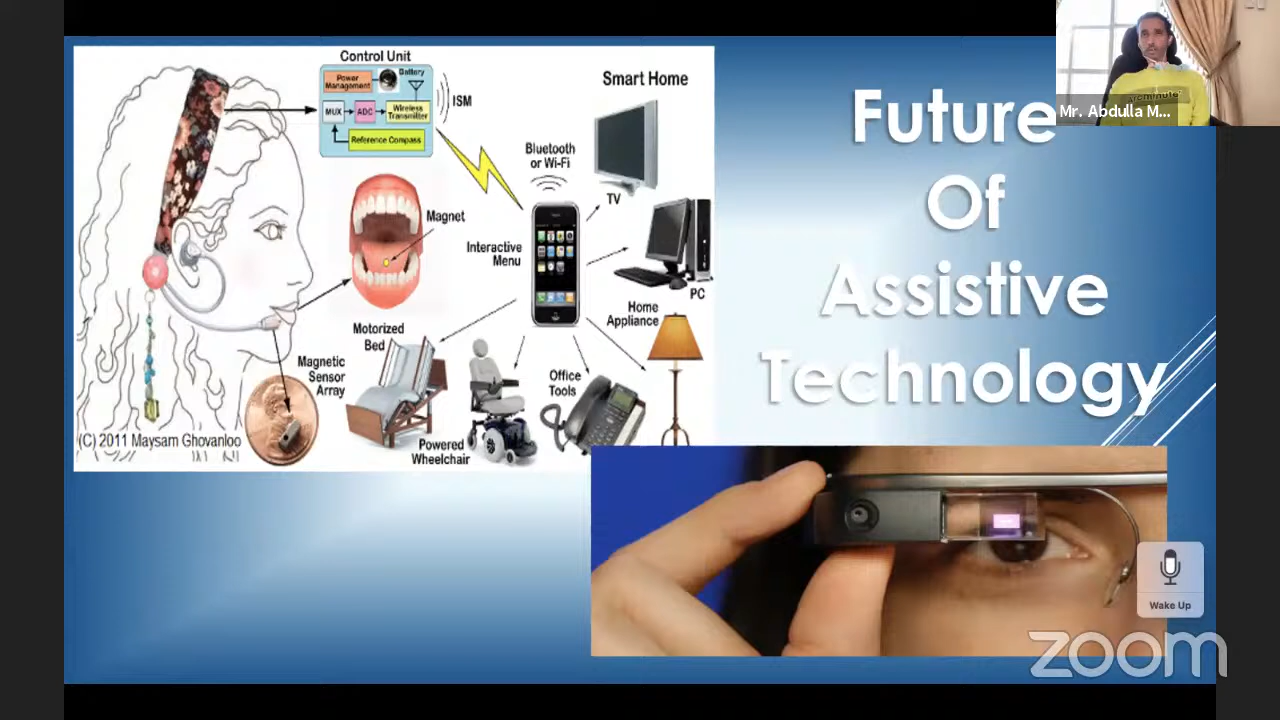 Control Unit
Power
Management
Battery
MUX
ADC
Wireless
Transmitter
Reference Compass
ISM
Smart Home
Bluetooth
or Wi-Fi
TV
Magnet
Interactive
Menu
PC
Home
Appliance
Motorized
Bed
Magnetic
Sensor
Array
Office
Tools
Powered
Wheelchair
(C) 2011 Maysam Ghovanloo
Future
Of
Assistive
Technology
Mr. Abdulla M...
Wake Up
zoom